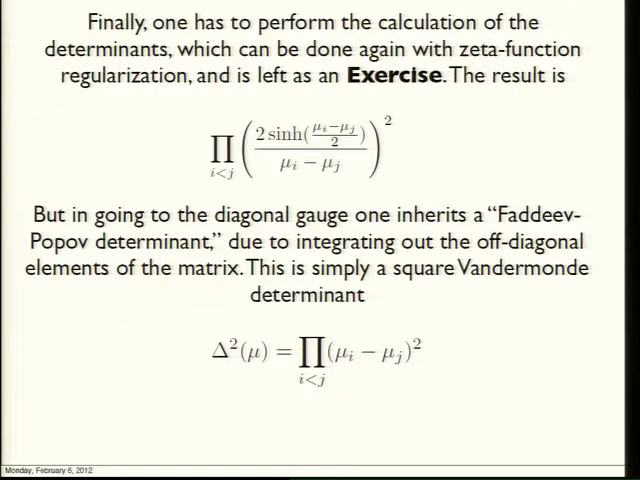 Finally, one has to perform the calculation of the
determinants, which can be done again with zeta-function
regularization, and is left as an Exercise. The result is
∏_{i<j} ( 2 sinh( (μ_i−μ_j)/2 ) / (μ_i − μ_j) )^2
But in going to the diagonal gauge one inherits a “Faddeev-
Popov determinant,” due to integrating out the off-diagonal
elements of the matrix. This is simply a square Vandermonde
determinant
Δ^2(μ) = ∏_{i<j} (μ_i − μ_j)^2
Monday, February 6, 2012